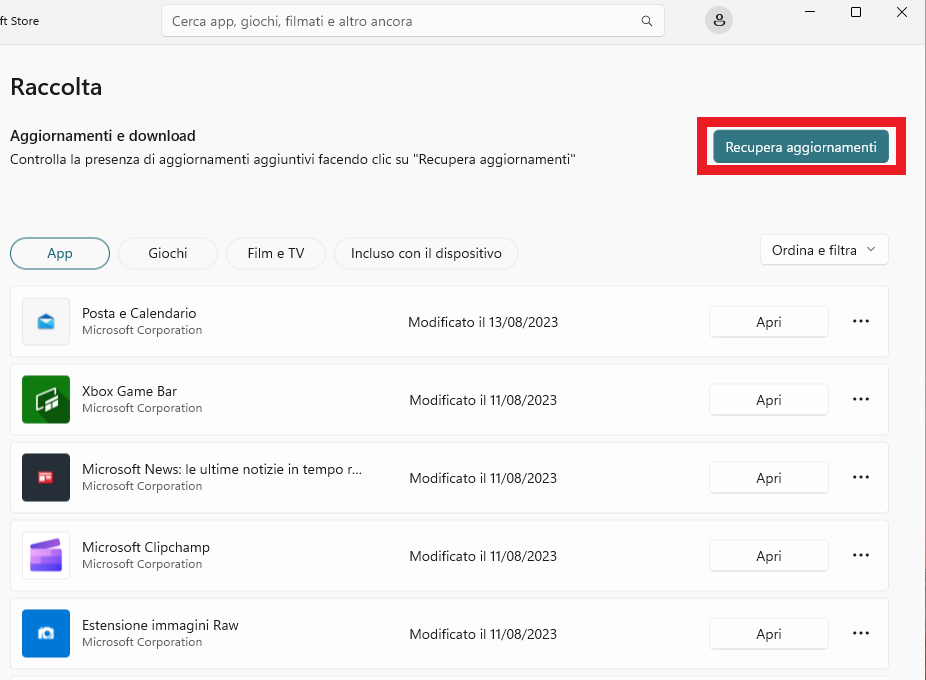 ft Store
Cerca app, giochi, filmati e altro ancora
Raccolta
Aggiornamenti e download
Controlla la presenza di aggiornamenti aggiuntivi facendo clic su "Recupera aggiornamenti"
Recupera aggiornamenti
App
Giochi
Film e TV
Incluso con il dispositivo
Ordina e filtra
Posta e Calendario
Microsoft Corporation
Modificato il 13/08/2023
Apri
Xbox Game Bar
Microsoft Corporation
Modificato il 11/08/2023
Apri
Microsoft News: le ultime notizie in tempo r...
Microsoft Corporation
Modificato il 11/08/2023
Apri
Microsoft Clipchamp
Microsoft Corporation
Modificato il 11/08/2023
Apri
Estensione immagini Raw
Microsoft Corporation
Modificato il 11/08/2023
Apri